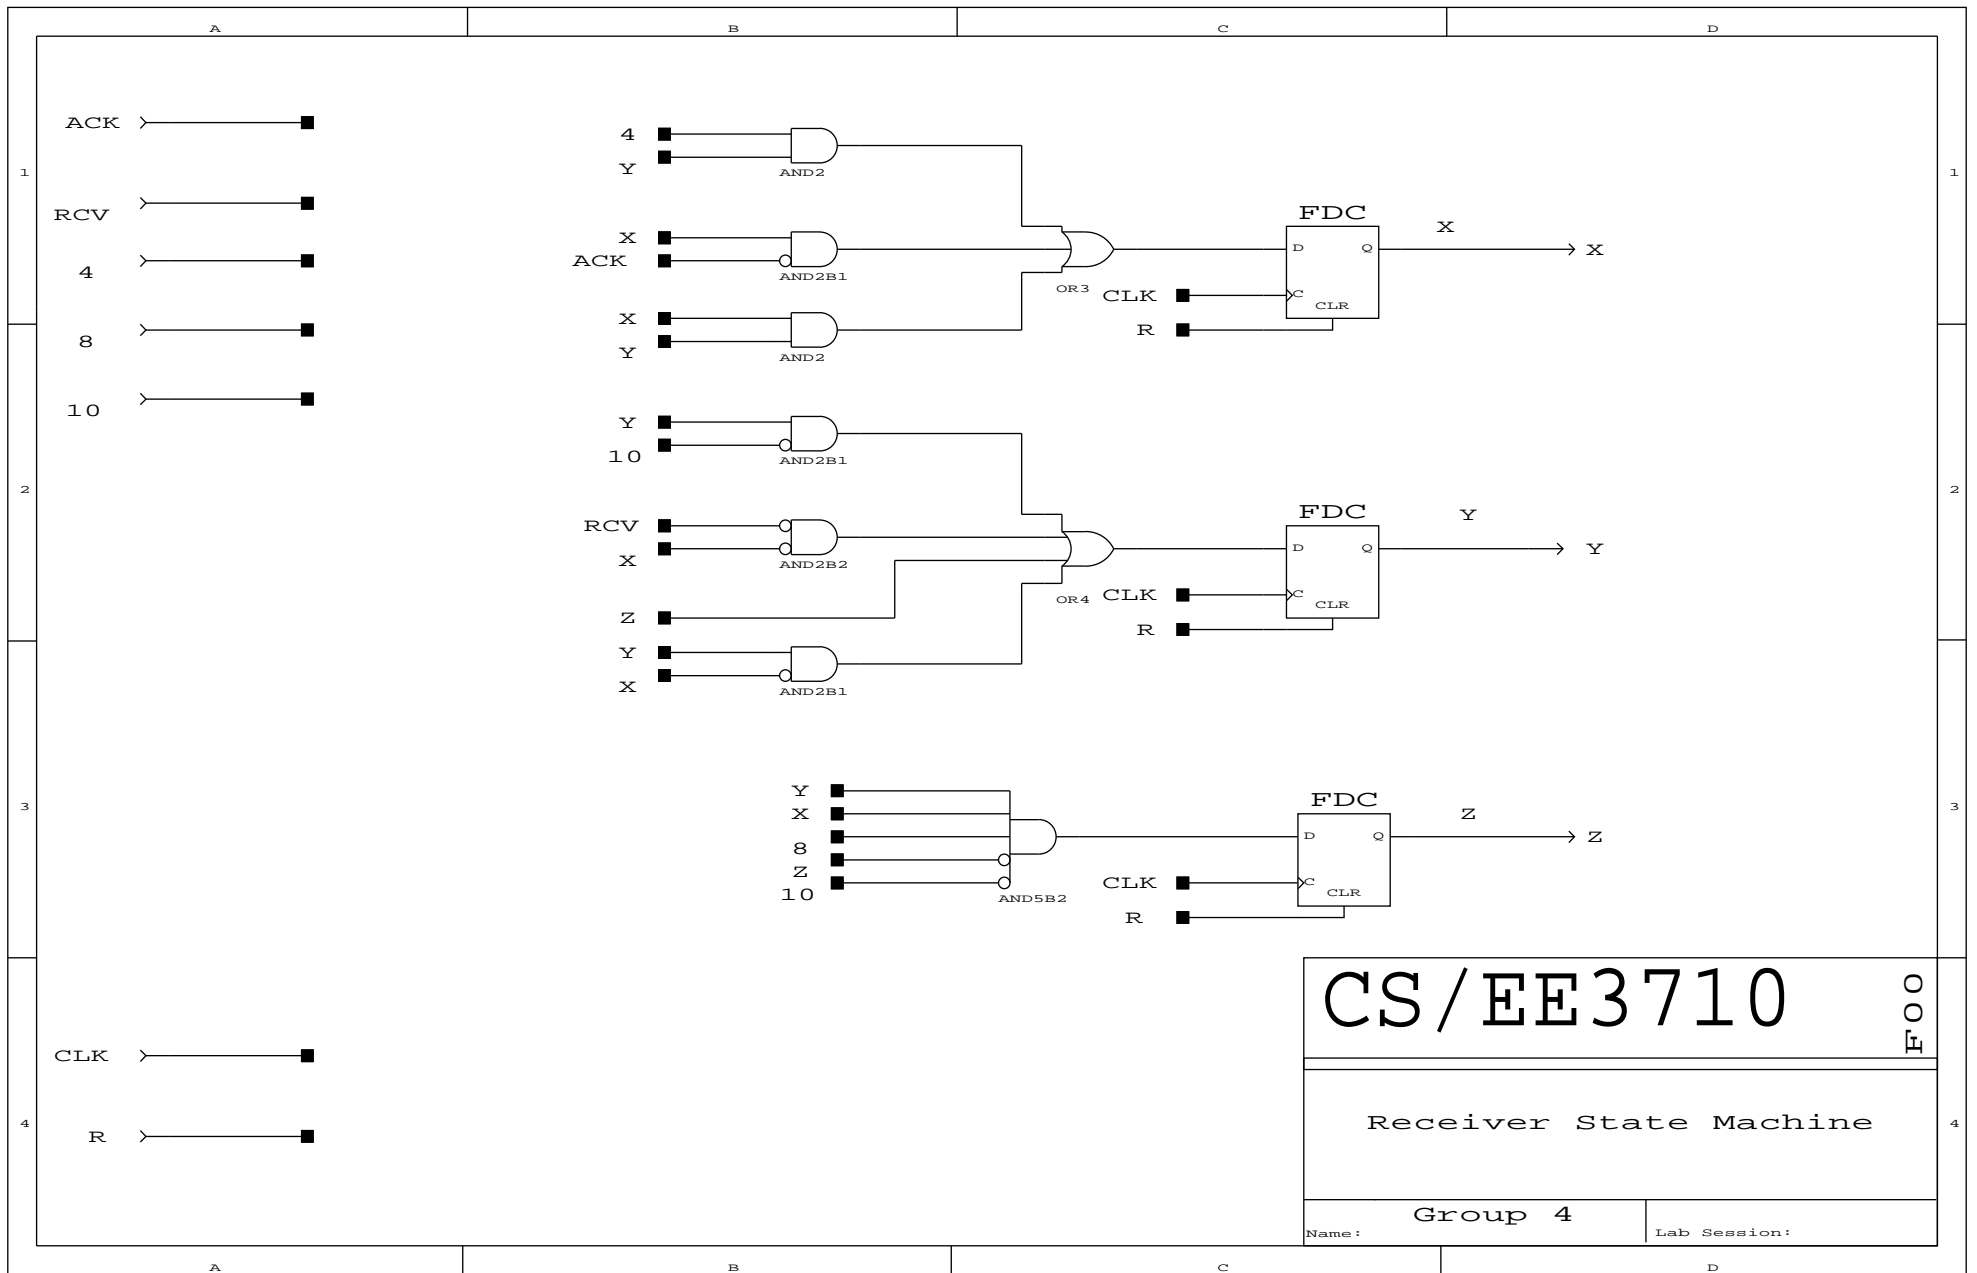 A B C D
ACK
RCV
4
8
10
CLK
R
1
2
3
4
4
Y
AND2
X
ACK
AND2B1
X
Y
AND2
OR3
CLK
R
FDC
D Q
C
CLR
X
X
Y
10
AND2B1
RCV
X
AND2B2
Z
Y
X
AND2B1
OR4
CLK
R
FDC
D Q
C
CLR
Y
Y
Y
X
8
Z
10
AND5B2
CLK
R
FDC
D Q
C
CLR
Z
Z
1
2
3
4
CS/EE3710
F00
Receiver State Machine
Name: Group 4
Lab Session:
A B C D